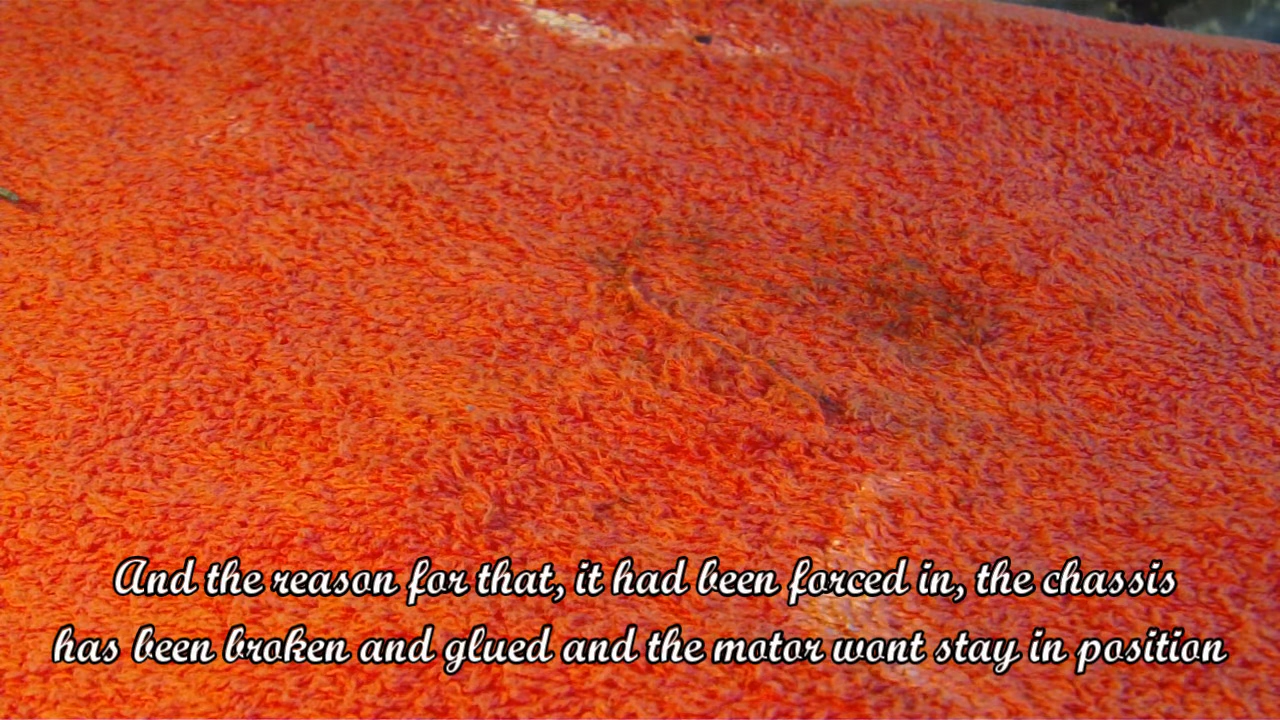 And the reason for that, it had been forced in, the chassis
has been broken and glued and the motor wont stay in position